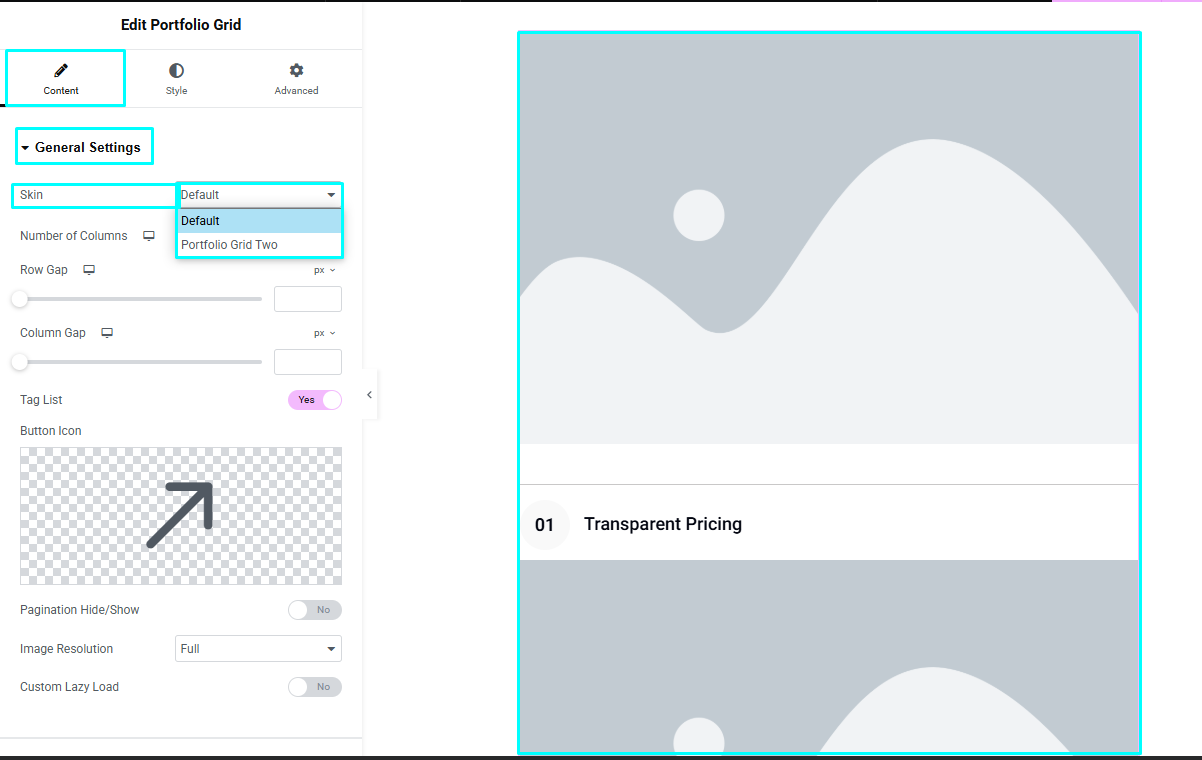 Edit Portfolio Grid
Content
Style
Advanced
General Settings
Skin
Default
Default
Portfolio Grid Two
Number of Columns
Row Gap
px
Column Gap
px
Tag List
Yes
Button Icon
Pagination Hide/Show
No
Image Resolution
Full
Custom Lazy Load
No
01
Transparent Pricing